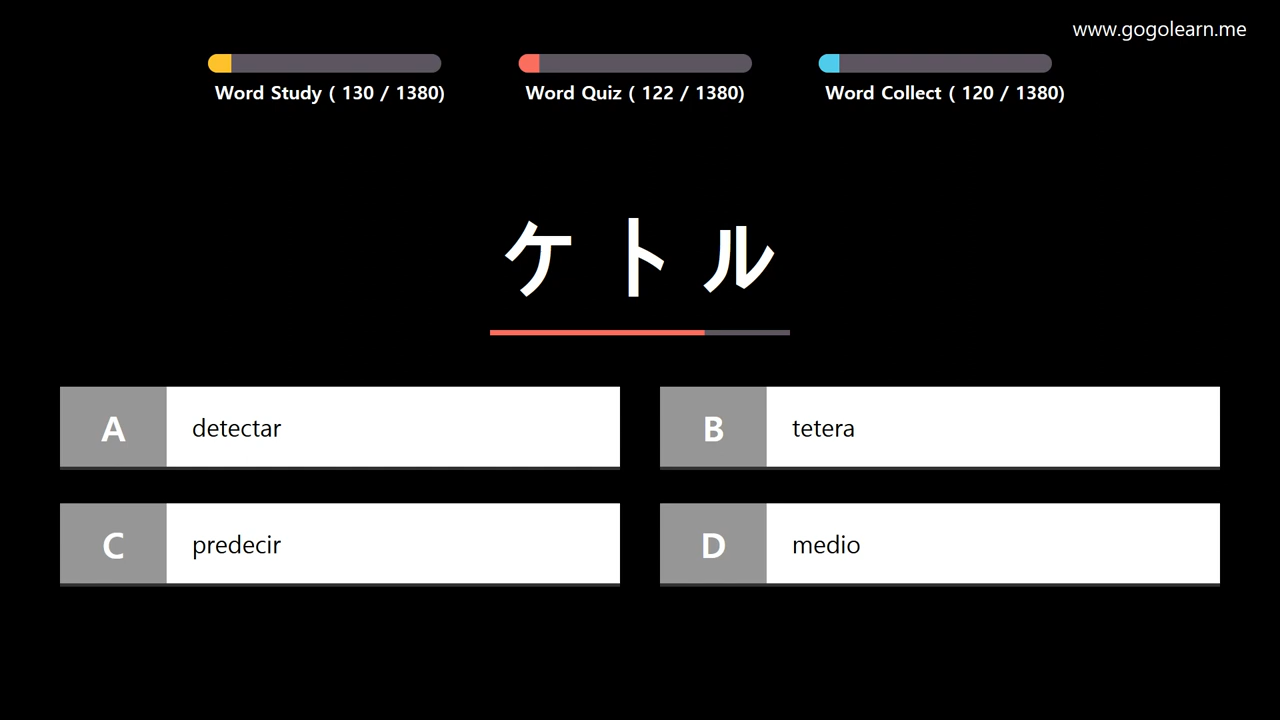 www.gogolearn.me
Word Study ( 130 / 1380)
Word Quiz ( 122 / 1380)
Word Collect ( 120 / 1380)
ケトル
A detectar
B tetera
C predecir
D medio